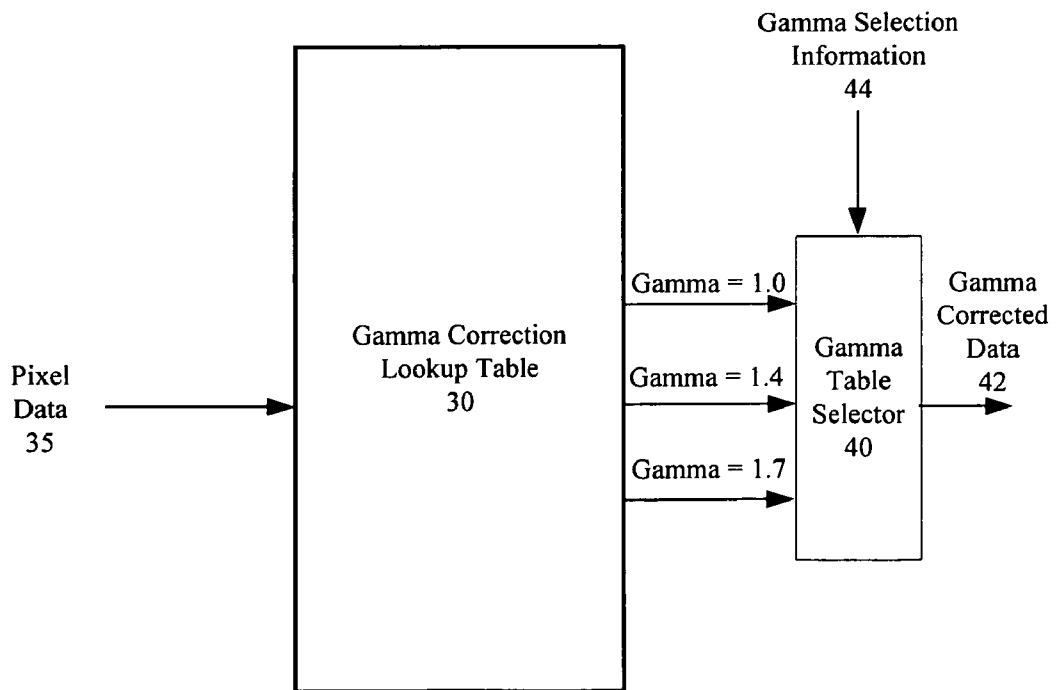 Gamma Selection
Information
44
Gamma = 1.0
Gamma
Corrected
Data
42
Gamma Correction
Lookup Table
30
Gamma = 1.4
Gamma
Table
Selector
40
Pixel
Data
35
Gamma = 1.7